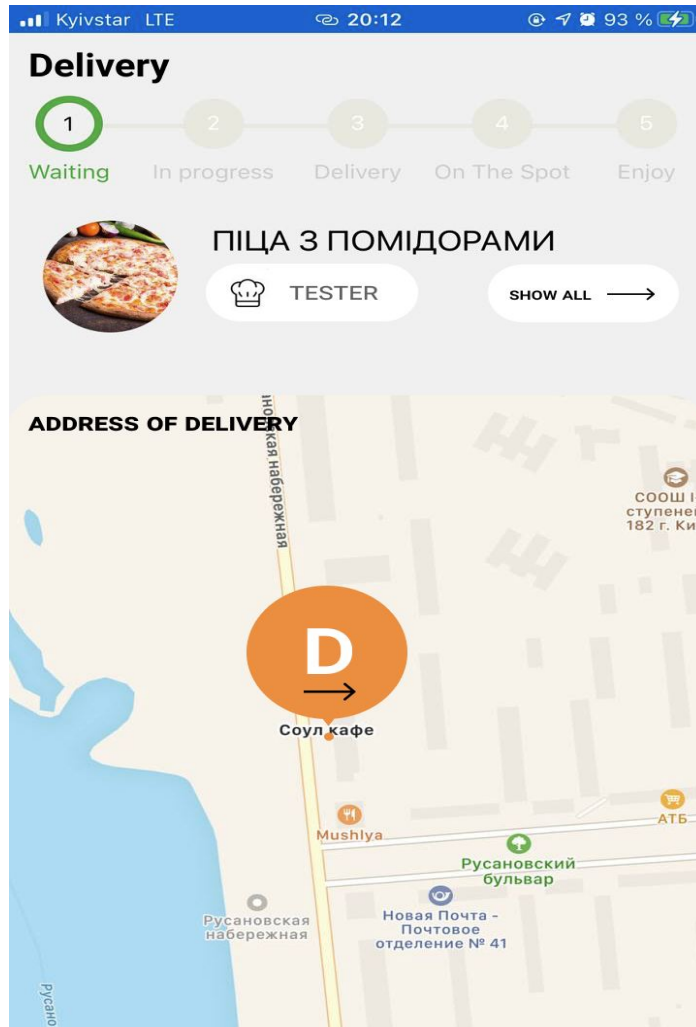 Kyivstar LTE 20:12 93 %
Delivery
1 2 3 4 5
Waiting In progress Delivery On The Spot Enjoy
ПІЦА З ПОМІДОРАМИ
TESTER SHOW ALL
ADDRESS OF DELIVERY
набережная
СООШ
182 г.
D
Соул кафе
Mushlya
АТБ
Русановский
бульвар
Русановская
набережная
Новая Почта -
Почтовое
отделение № 41